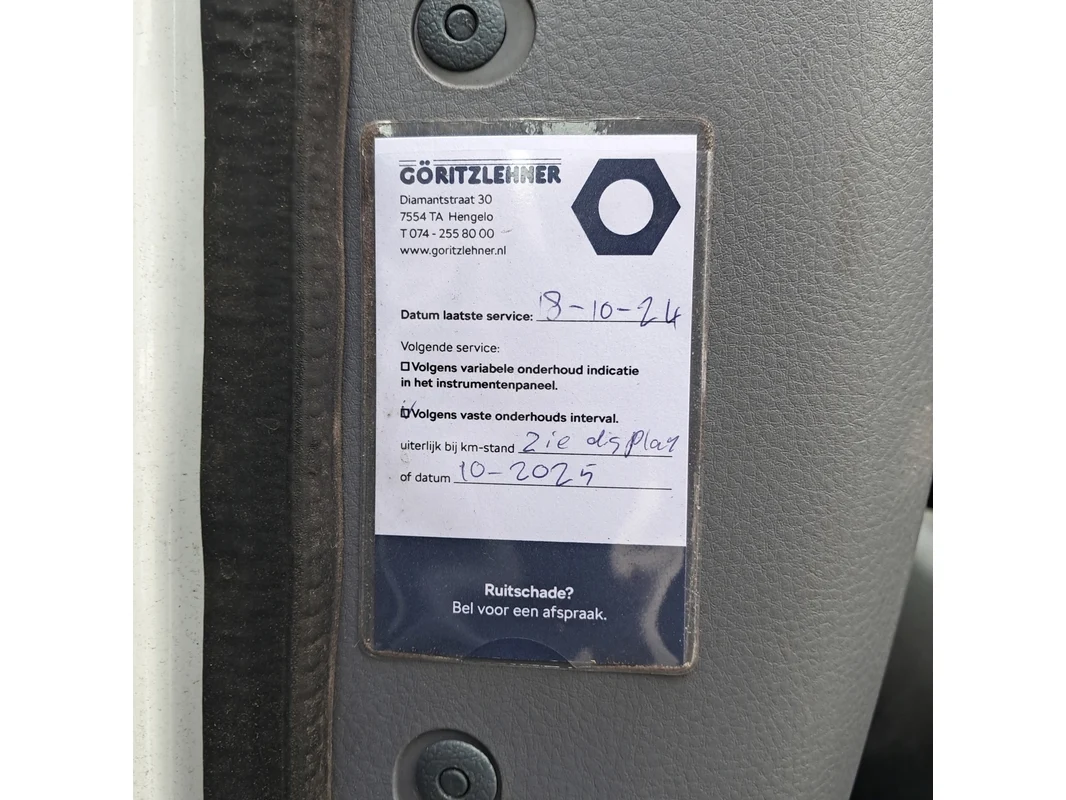 GÖRITZLEHNER
Diamantstraat 30
7554 TA Hengelo
T 074 - 255 80 00
www.goritzlehner.nl
Datum laatste service: 18-10-24
Volgende service:
☐ Volgens variabele onderhoud indicatie
in het instrumentenpaneel.
☑ Volgens vaste onderhouds interval.
uiterlijk bij km-stand zie display
of datum 10-2025
Ruitschade?
Bel voor een afspraak.